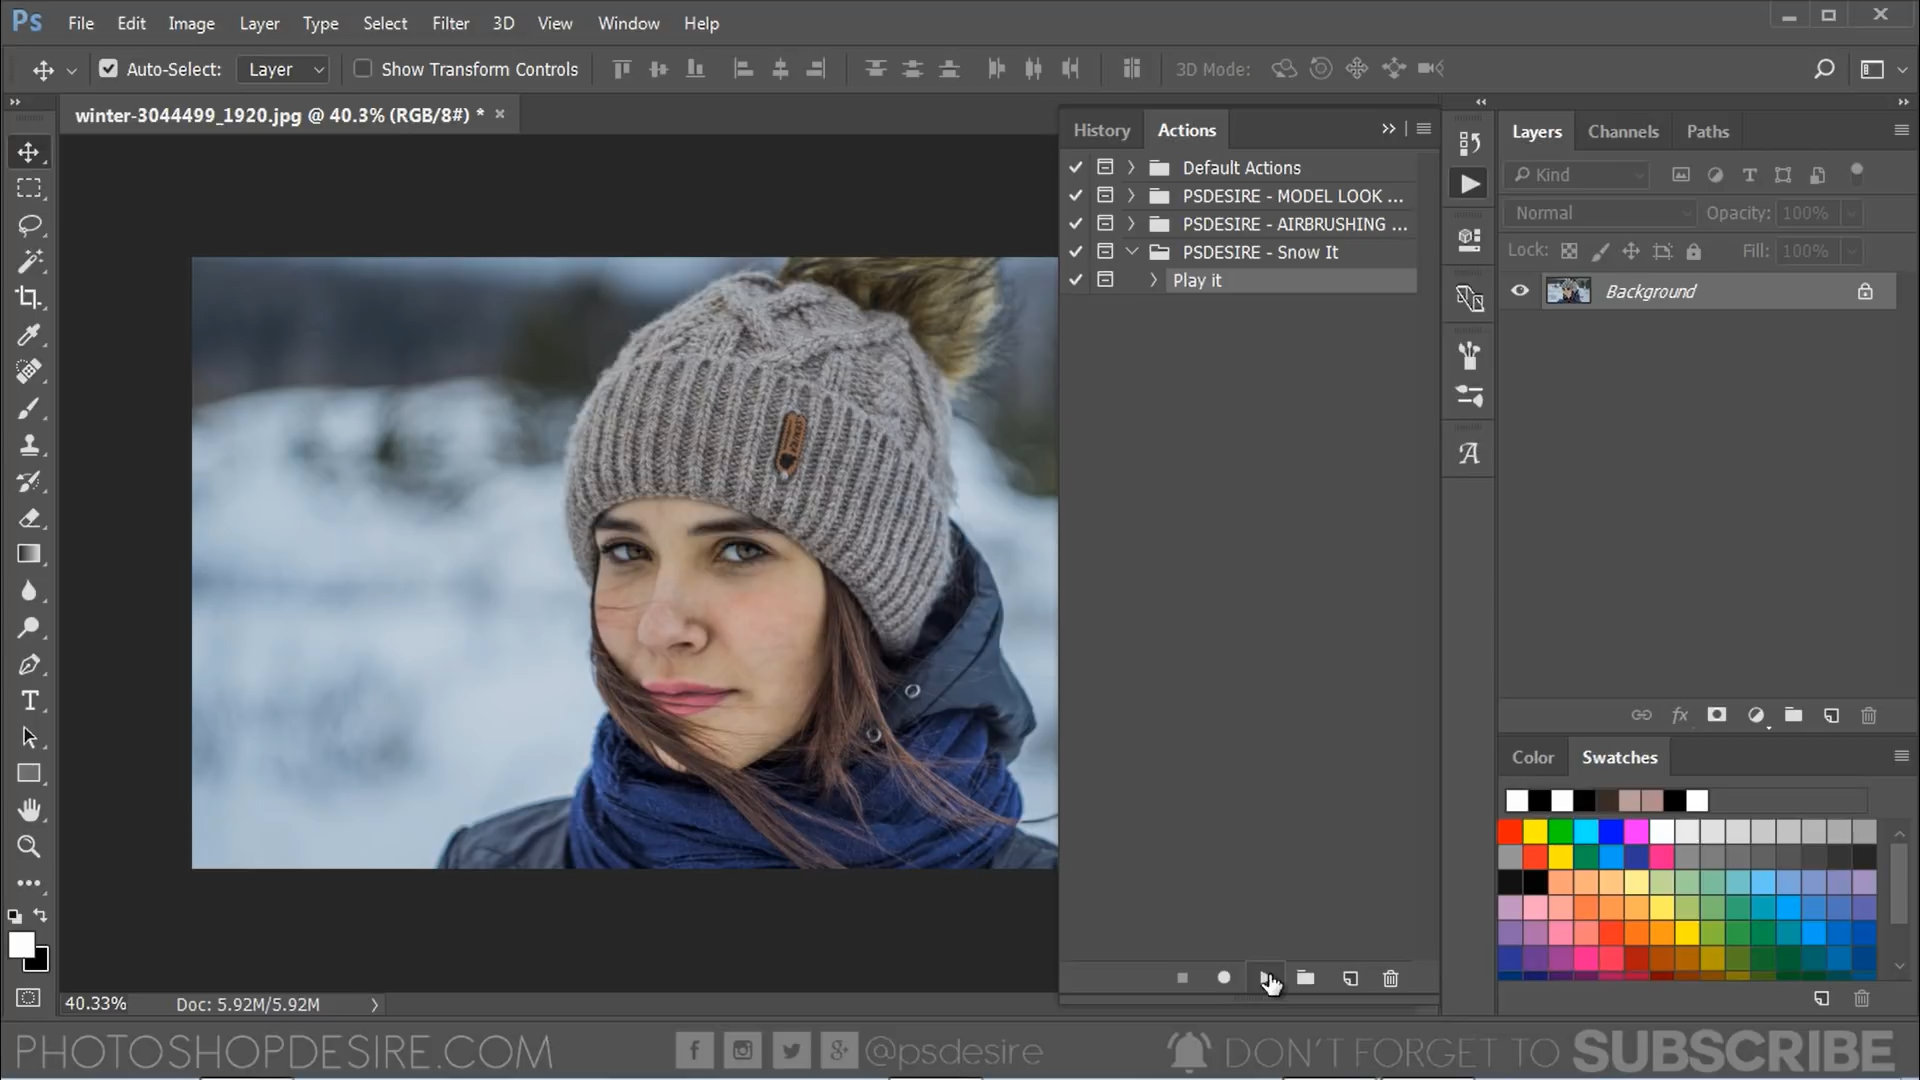 Ps File Edit Image Layer Type Select Filter 3D View Window Help
Auto-Select: Layer Show Transform Controls 3D Mode:
winter-3044499_1920.jpg @ 40.3% (RGB/8#) * ×
History Actions
Default Actions
PSDESIRE - MODEL LOOK ...
PSDESIRE - AIRBRUSHING ...
PSDESIRE - Snow It
Play it
Layers Channels Paths
Kind
Normal Opacity: 100%
Lock: Fill: 100%
Background
fx
Color Swatches
40.33% Doc: 5.92M/5.92M
PHOTOSHOPDESIRE.COM @psdesire DON'T FORGET TO SUBSCRIBE